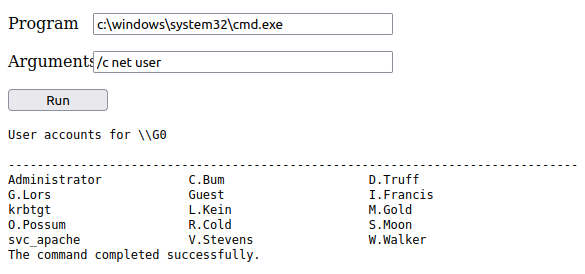 Program c:\windows\system32\cmd.exe
Arguments /c net user
Run
User accounts for \\G0
-------------------------------------------------------------------------------
Administrator            C.Bum                    D.Truff
G.Lors                   Guest                    I.Francis
krbtgt                   L.Kein                   M.Gold
O.Possum                 R.Cold                   S.Moon
svc_apache               V.Stevens                W.Walker
The command completed successfully.